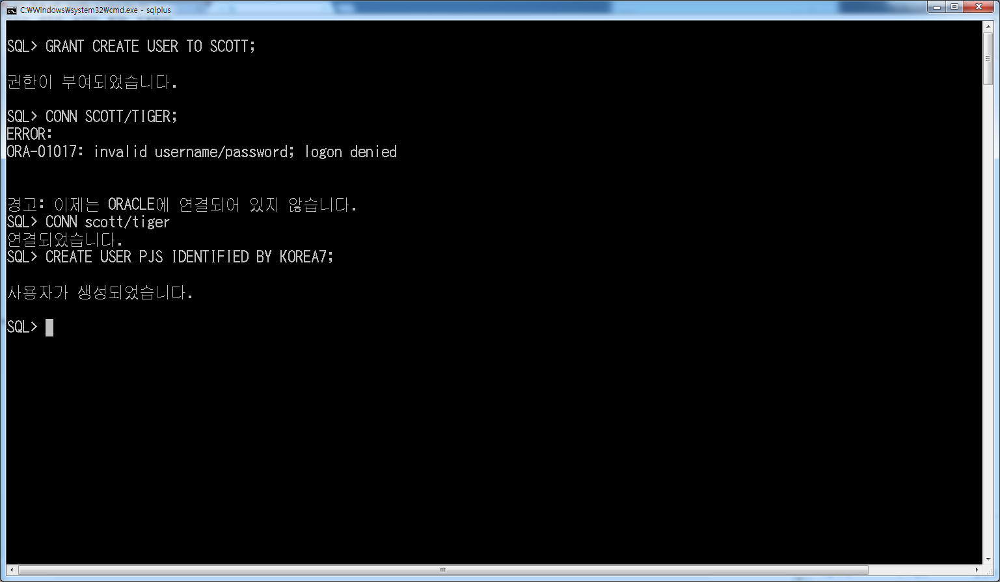 C:₩Windows₩system32₩cmd.exe - sqlplus
SQL> GRANT CREATE USER TO SCOTT;
권한이 부여되었습니다.
SQL> CONN SCOTT/TIGER;
ERROR:
ORA-01017: invalid username/password; logon denied
경고: 이제는 ORACLE에 연결되어 있지 않습니다.
SQL> CONN scott/tiger
연결되었습니다.
SQL> CREATE USER PJS IDENTIFIED BY KOREA7;
사용자가 생성되었습니다.
SQL>